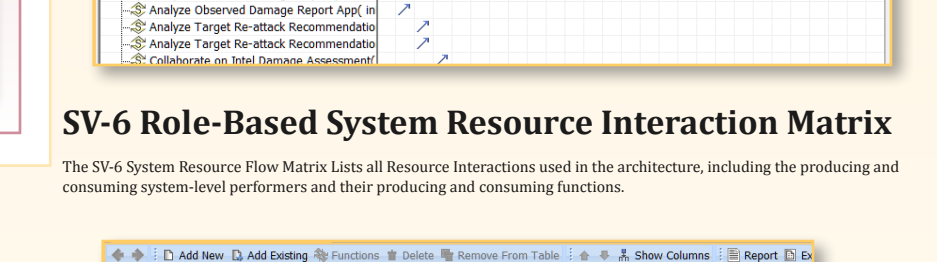 Analyze Observed Damage Report App( in
Analyze Target Re-attack Recommendatio
Analyze Target Re-attack Recommendatio
Collaborate on Intel Damage Assessment(
SV-6 Role-Based System Resource Interaction Matrix
The SV-6 System Resource Flow Matrix Lists all Resource Interactions used in the architecture, including the producing and
consuming system-level performers and their producing and consuming functions.
Add New Add Existing Functions Delete Remove From Table Show Columns Report Ex